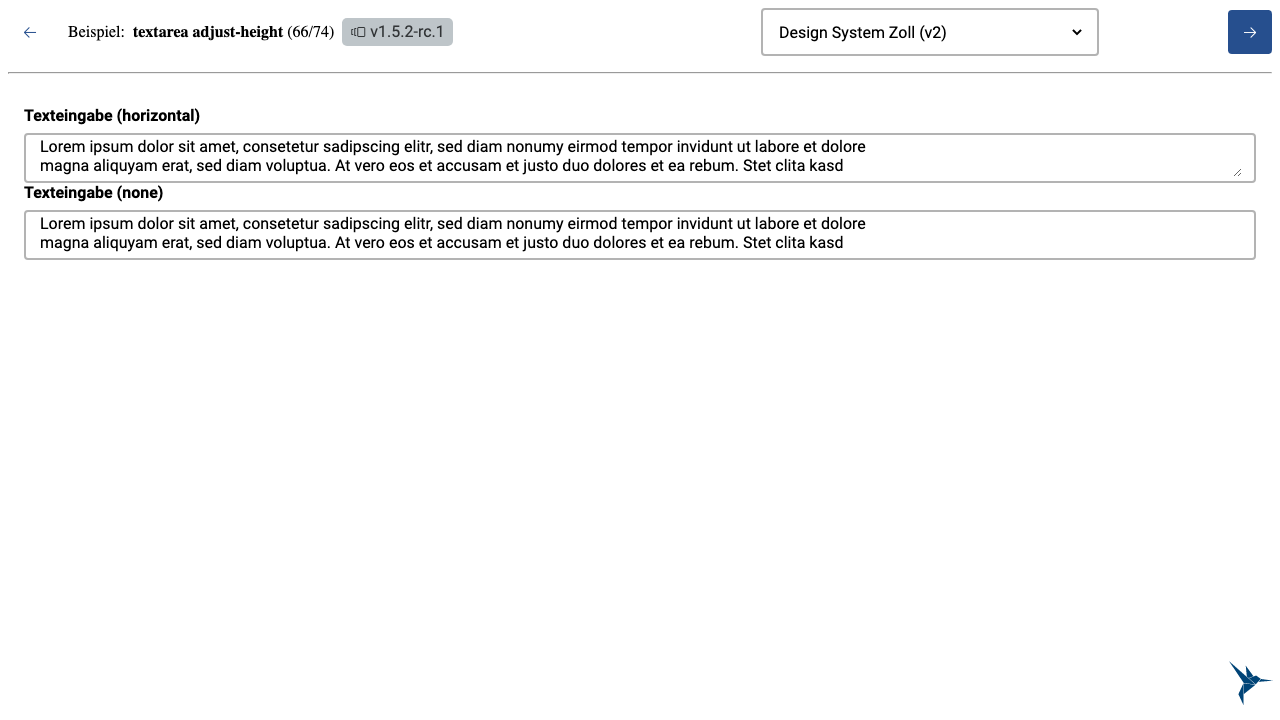 Beispiel: textarea adjust-height (66/74) v1.5.2-rc.1 Design System Zoll (v2)
Texteingabe (horizontal)
Lorem ipsum dolor sit amet, consetetur sadipscing elitr, sed diam nonumy eirmod tempor invidunt ut labore et dolore
magna aliquyam erat, sed diam voluptua. At vero eos et accusam et justo duo dolores et ea rebum. Stet clita kasd
Texteingabe (none)
Lorem ipsum dolor sit amet, consetetur sadipscing elitr, sed diam nonumy eirmod tempor invidunt ut labore et dolore
magna aliquyam erat, sed diam voluptua. At vero eos et accusam et justo duo dolores et ea rebum. Stet clita kasd